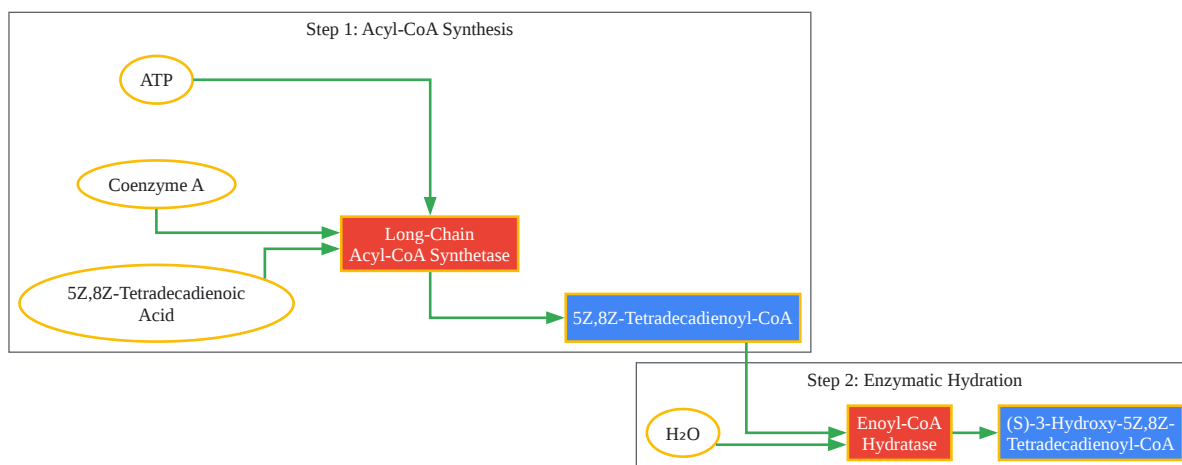 Step 1: Acyl-CoA Synthesis
ATP
Coenzyme A
Long-Chain
Acyl-CoA Synthetase
5Z,8Z-Tetradecadienoic
Acid
5Z,8Z-Tetradecadienoyl-CoA
Step 2: Enzymatic Hydration
H₂O
Enoyl-CoA
Hydratase
(S)-3-Hydroxy-5Z,8Z-
Tetradecadienoyl-CoA